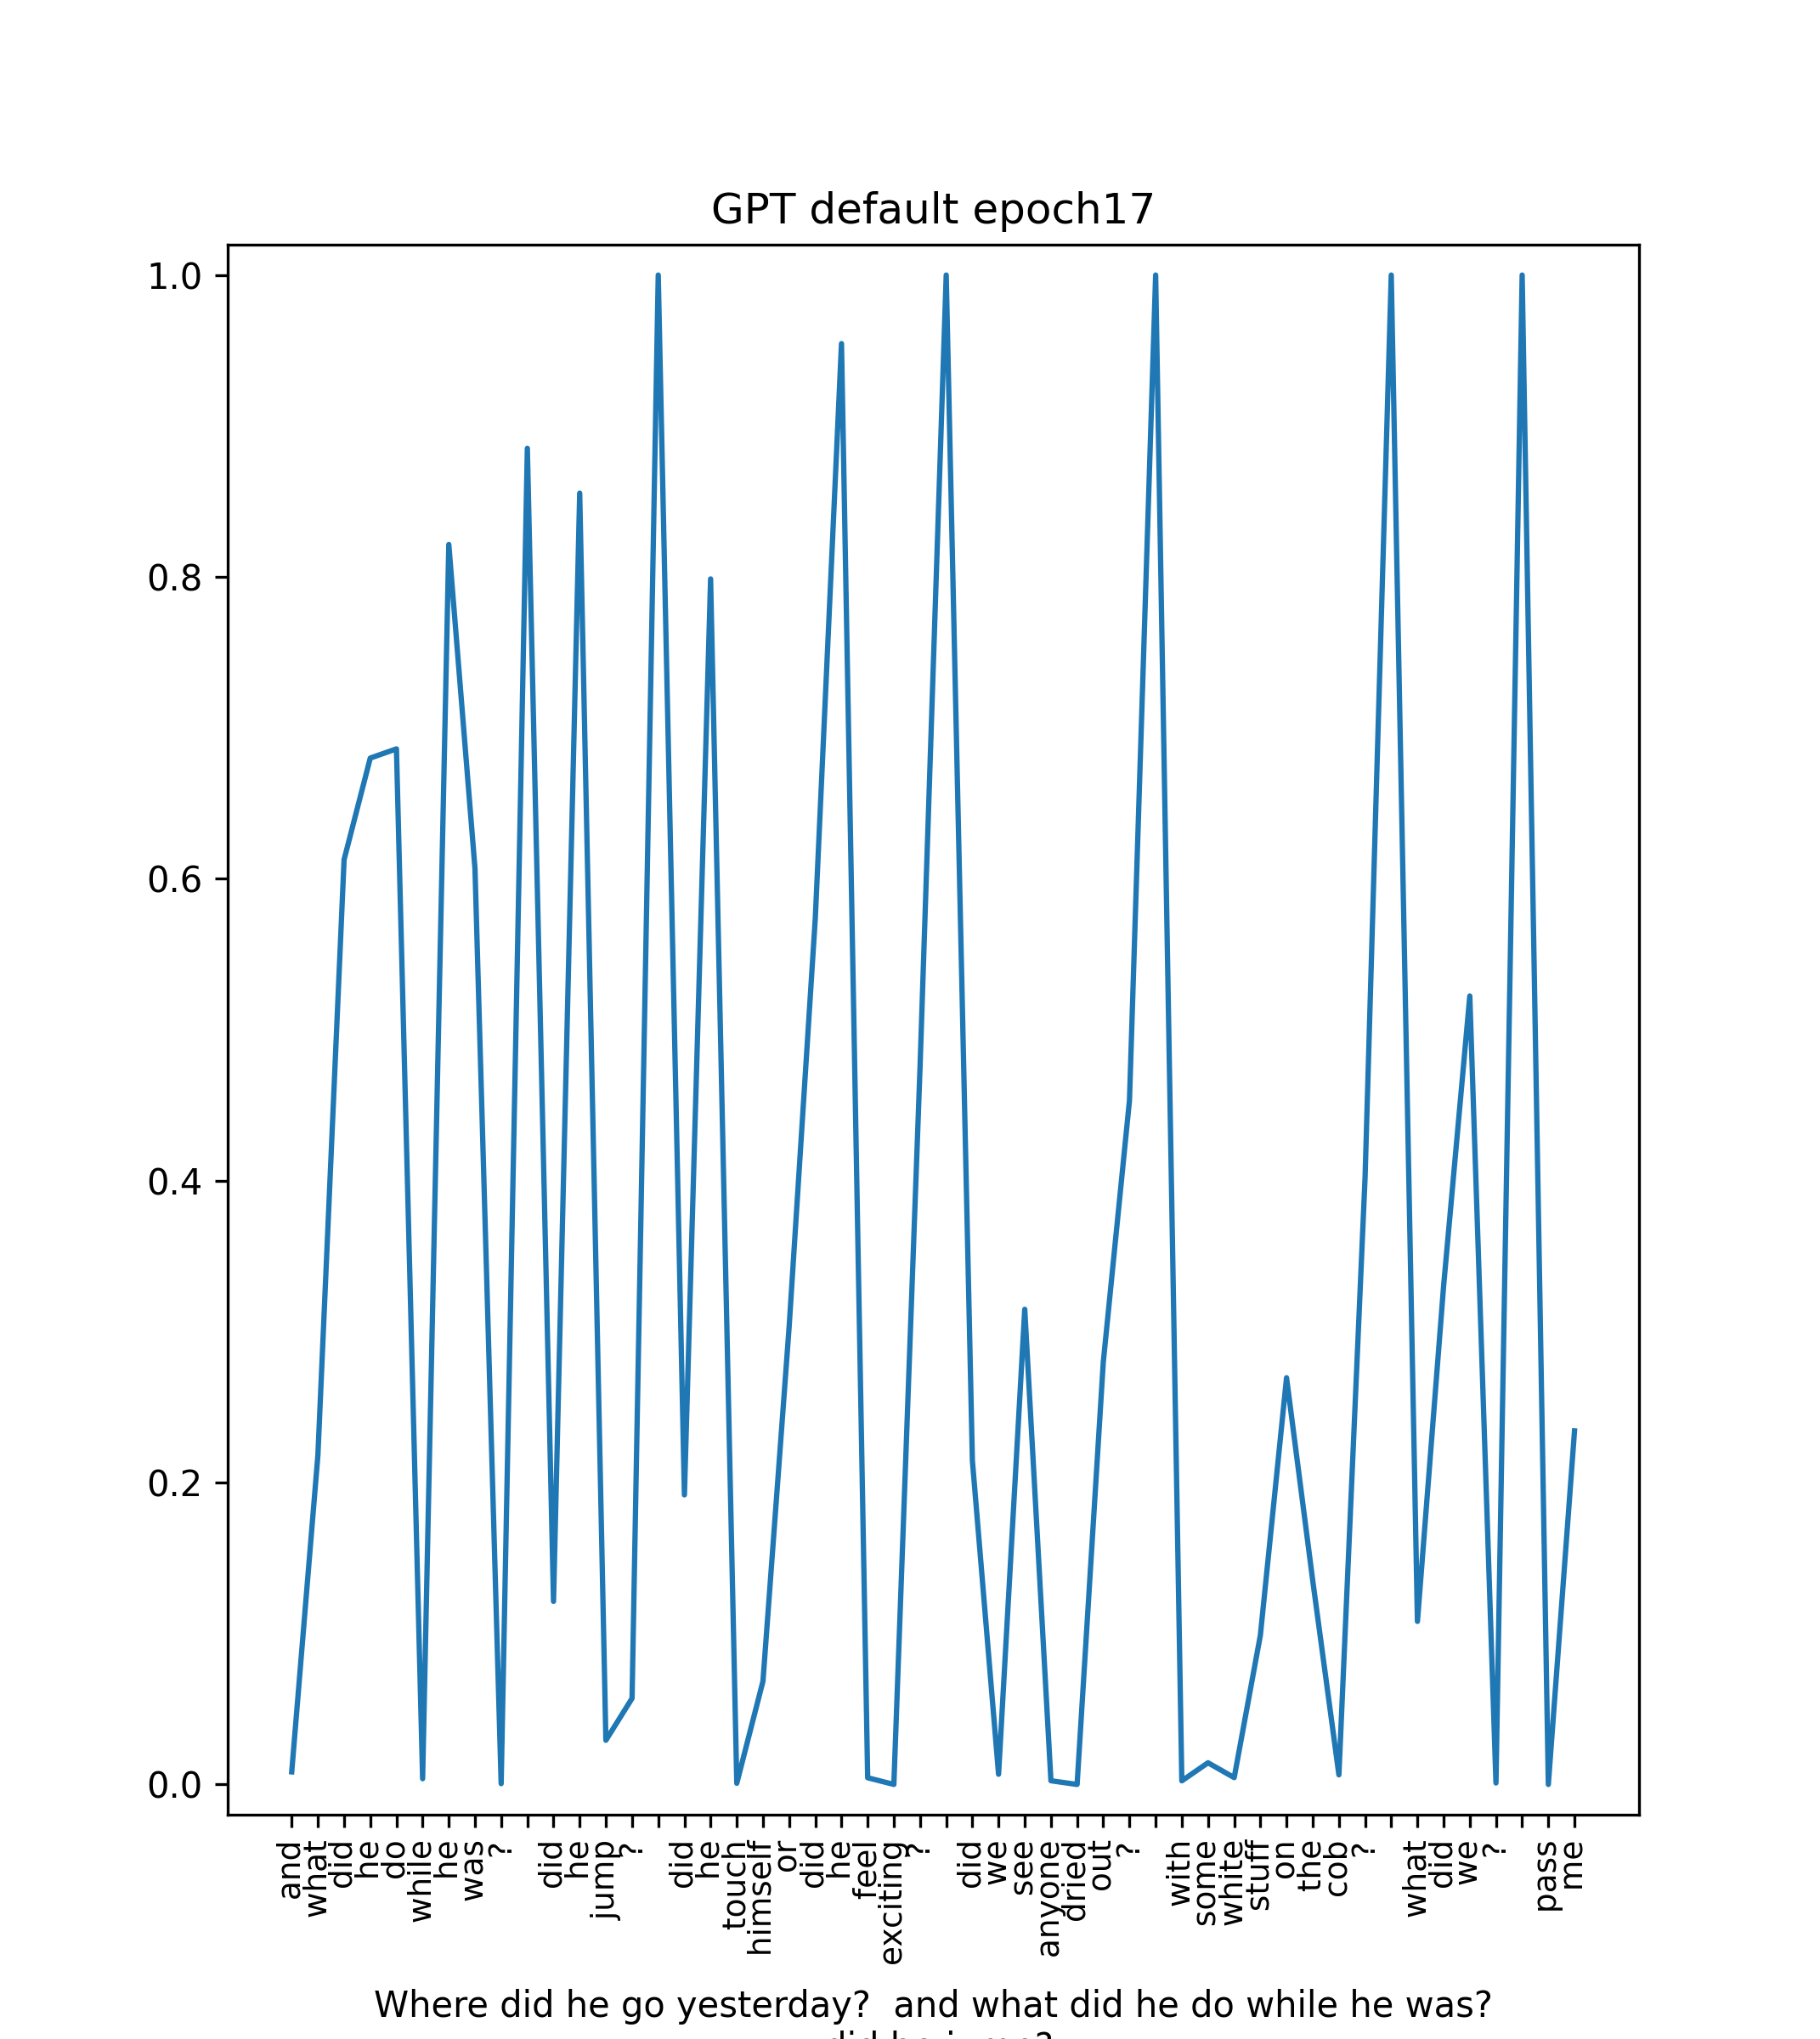 GPT default epoch17
1.0
0.8
0.6
0.4
0.2
0.0
and
what
did
he
do
while
he
was
?
did
he
jump
?
did
he
touch
himself
or
did
he
feel
exciting
?
did
we
see
anyone
dried
out
?
with
some
white
stuff
on
the
cob
?
what
did
we
?
pass
me
Where did he go yesterday?  and what did he do while he was?
did he jump?